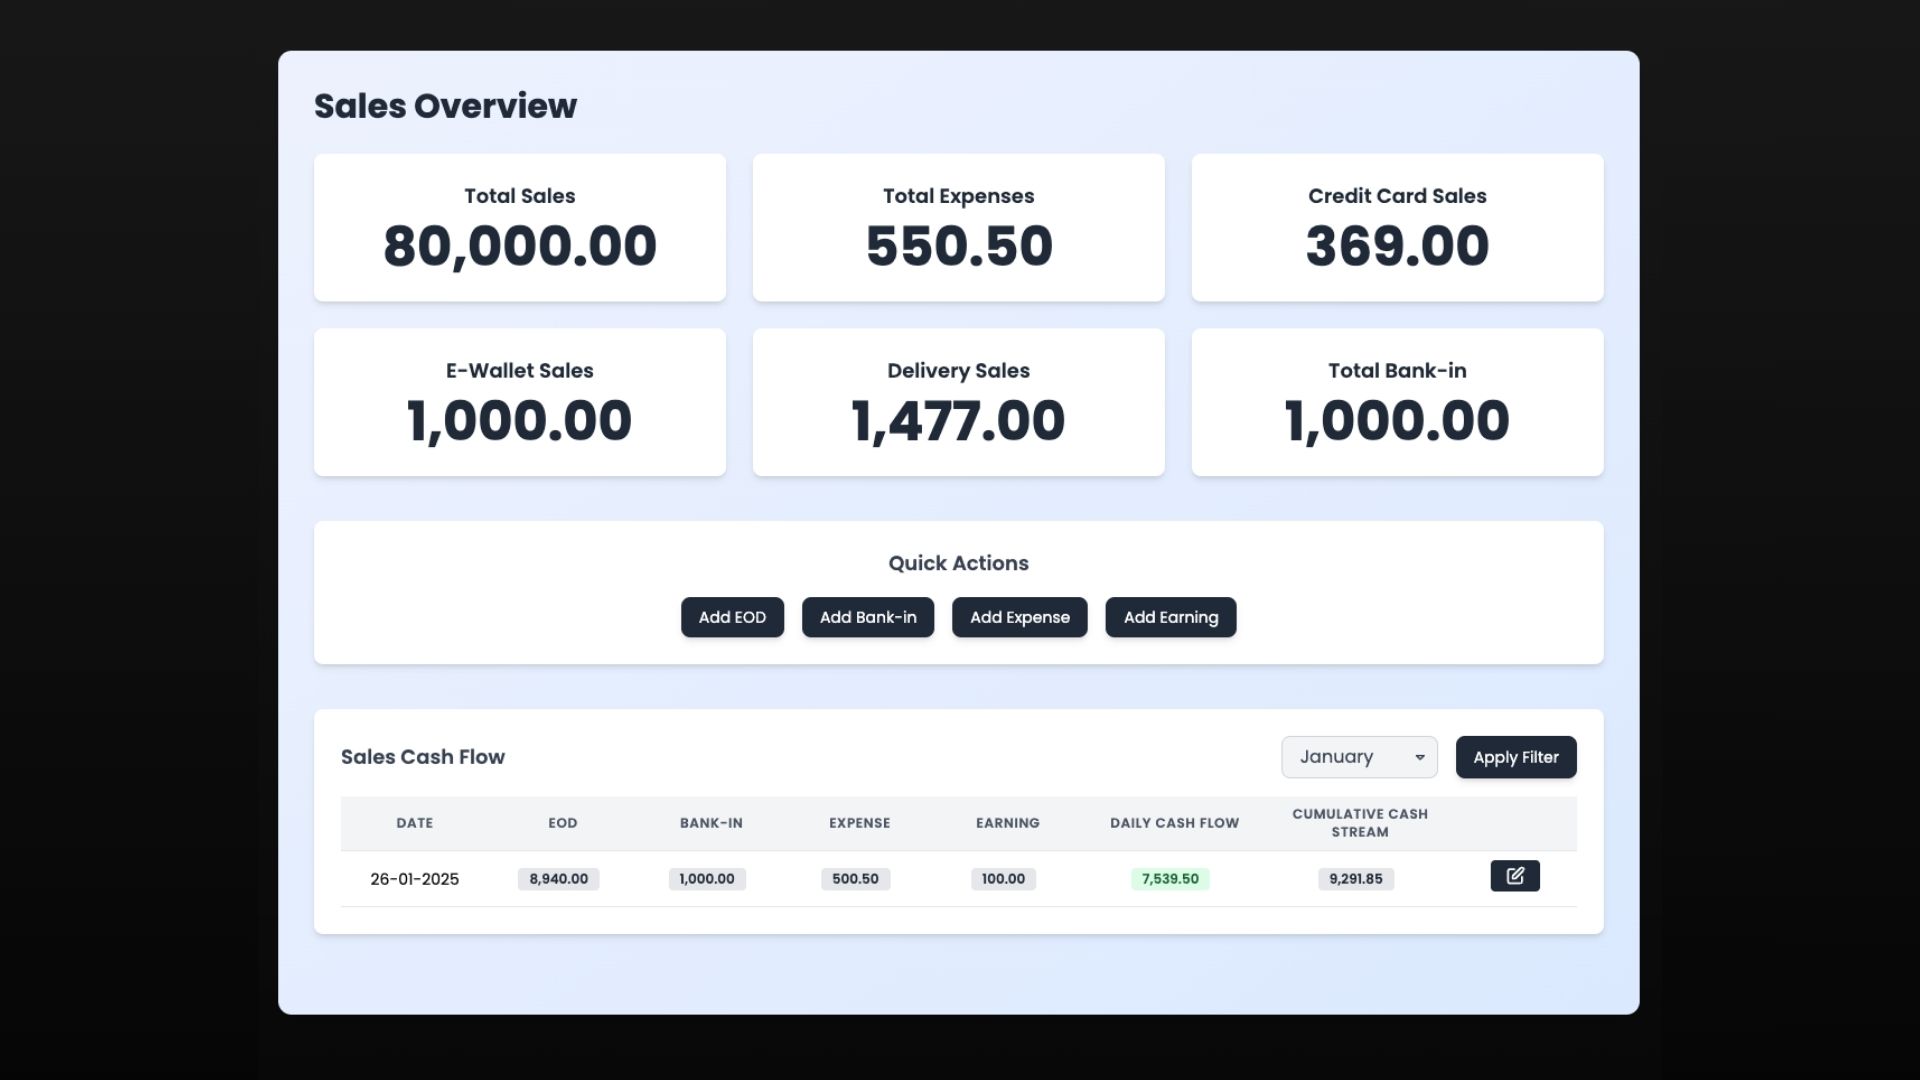 Sales Overview
Total Sales
80,000.00
Total Expenses
550.50
Credit Card Sales
369.00
E-Wallet Sales
1,000.00
Delivery Sales
1,477.00
Total Bank-in
1,000.00
Quick Actions
Add EOD
Add Bank-in
Add Expense
Add Earning
Sales Cash Flow
January
Apply Filter
DATE
EOD
BANK-IN
EXPENSE
EARNING
DAILY CASH FLOW
CUMULATIVE CASH
STREAM
26-01-2025
8,940.00
1,000.00
500.50
100.00
7,539.50
9,291.85